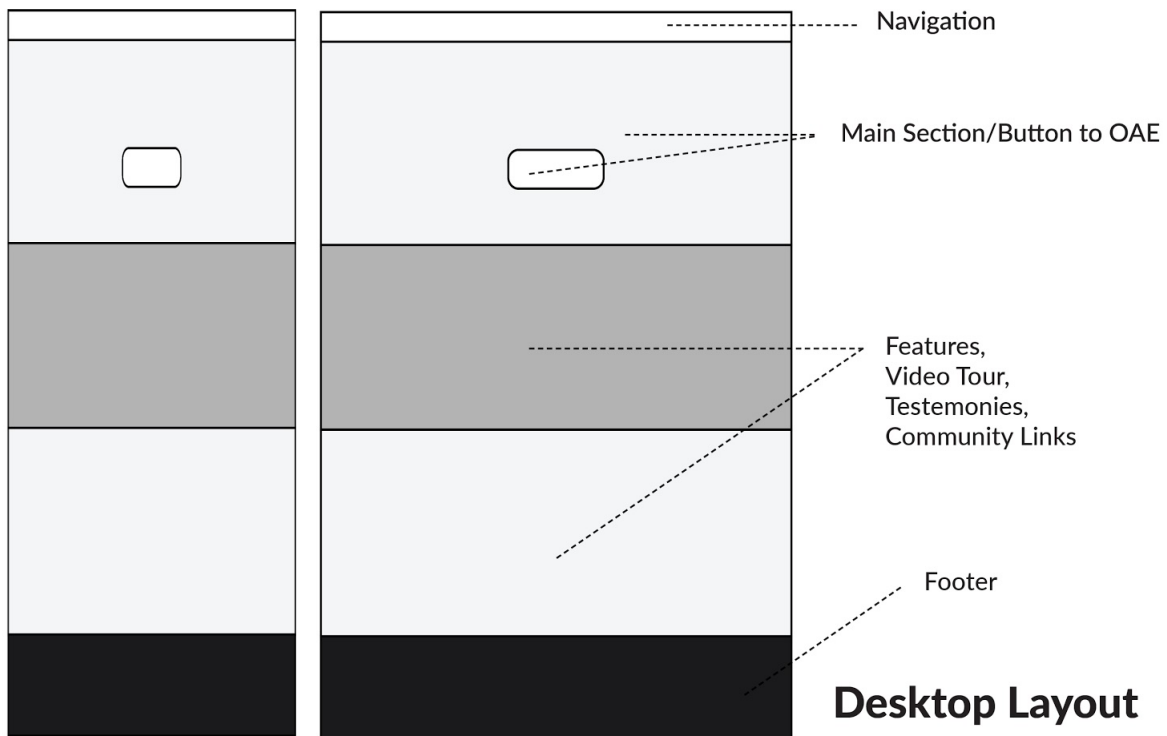 Navigation
Main Section/Button to OAE
Features,
Video Tour,
Testemonies,
Community Links
Footer
Desktop Layout